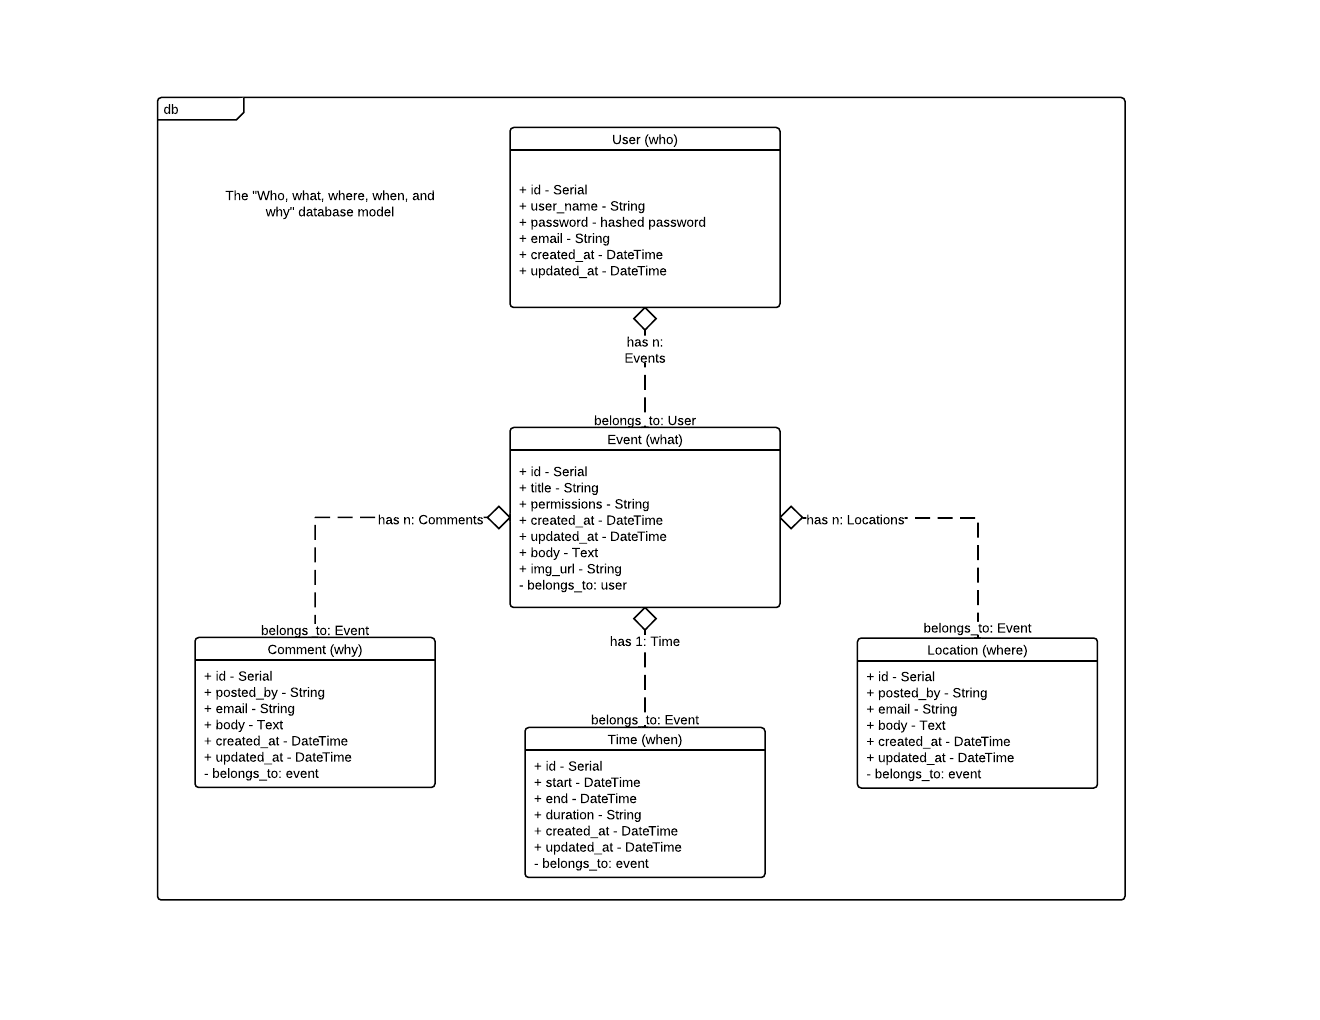 db
The "Who, what, where, when, and
why" database model
User (who)
+ id - Serial
+ user_name - String
+ password - hashed password
+ email - String
+ created_at - DateTime
+ updated_at - DateTime
has n:
Events
belongs_to: User
Event (what)
+ id - Serial
+ title - String
+ permissions - String
+ created_at - DateTime
+ updated_at - DateTime
+ body - Text
+ img_url - String
- belongs_to: user
has n: Comments
has n: Locations
has 1: Time
belongs_to: Event
Comment (why)
+ id - Serial
+ posted_by - String
+ email - String
+ body - Text
+ created_at - DateTime
+ updated_at - DateTime
- belongs_to: event
belongs_to: Event
Time (when)
+ id - Serial
+ start - DateTime
+ end - DateTime
+ duration - String
+ created_at - DateTime
+ updated_at - DateTime
- belongs_to: event
belongs_to: Event
Location (where)
+ id - Serial
+ posted_by - String
+ email - String
+ body - Text
+ created_at - DateTime
+ updated_at - DateTime
- belongs_to: event